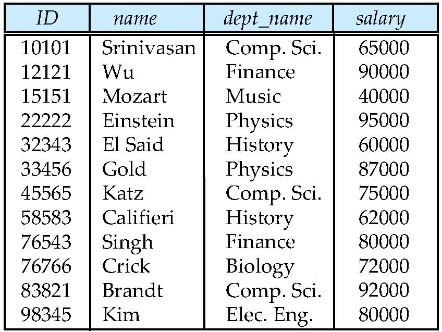 ID name dept_name salary
10101 Srinivasan Comp. Sci. 65000
12121 Wu Finance 90000
15151 Mozart Music 40000
22222 Einstein Physics 95000
32343 El Said History 60000
33456 Gold Physics 87000
45565 Katz Comp. Sci. 75000
58583 Califieri History 62000
76543 Singh Finance 80000
76766 Crick Biology 72000
83821 Brandt Comp. Sci. 92000
98345 Kim Elec. Eng. 80000